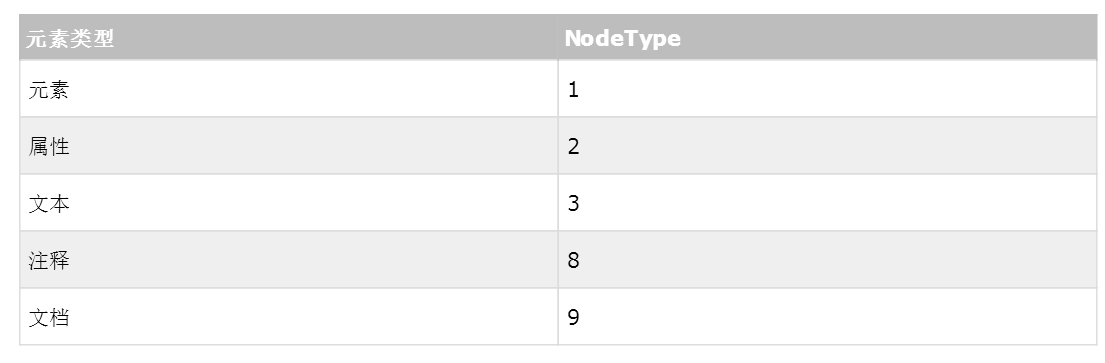 元素类型 NodeType
元素 1
属性 2
文本 3
注释 8
文档 9